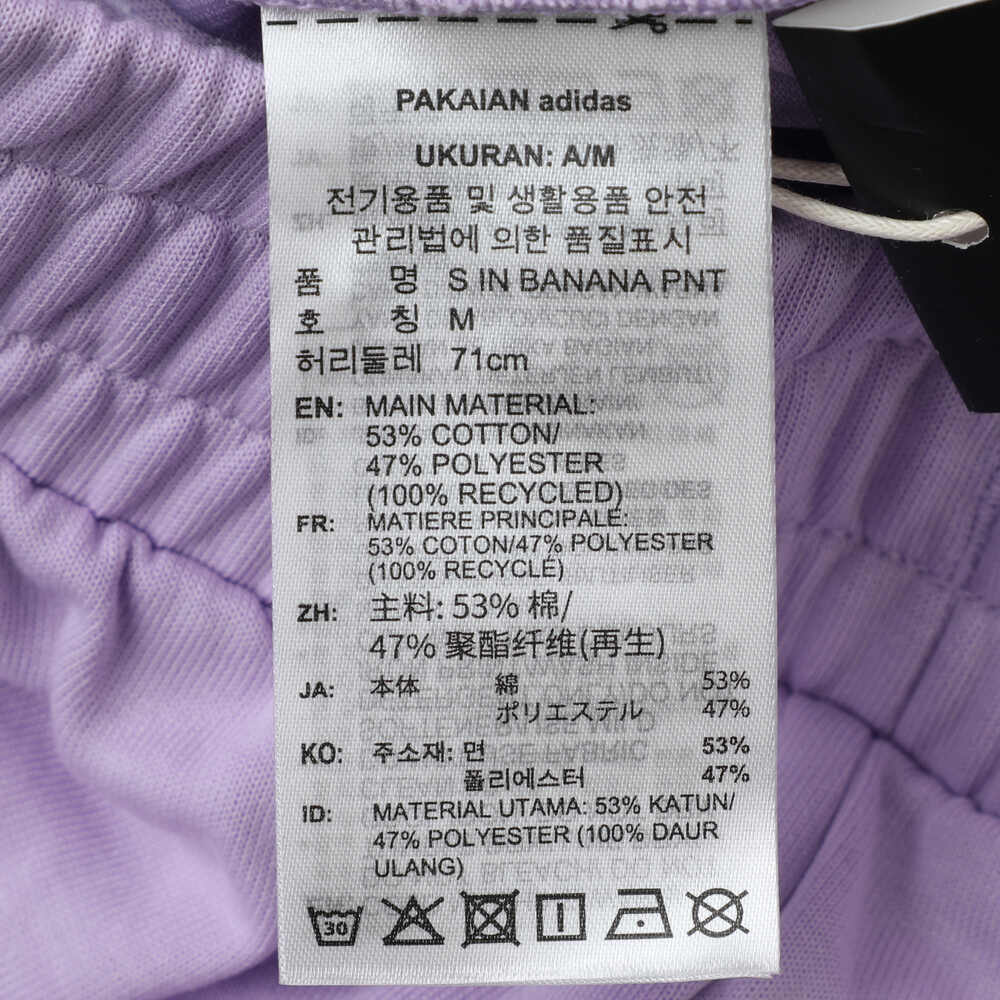 PAKAIAN adidas
UKURAN: A/M
전기용품 및 생활용품 안전
관리법에 의한 품질표시
품 명 S IN BANANA PNT
호 칭 M
허리둘레 71cm
EN: MAIN MATERIAL:
53% COTTON/
47% POLYESTER
(100% RECYCLED)
FR: MATIERE PRINCIPALE:
53% COTON/47% POLYESTER
(100% RECYCLÉ)
ZH: 主料: 53% 棉/
47% 聚酯纤维(再生)
JA: 本体 綿 53%
ポリエステル 47%
KO: 주소재: 면 53%
폴리에스터 47%
ID: MATERIAL UTAMA: 53% KATUN/
47% POLYESTER (100% DAUR
ULANG)
30